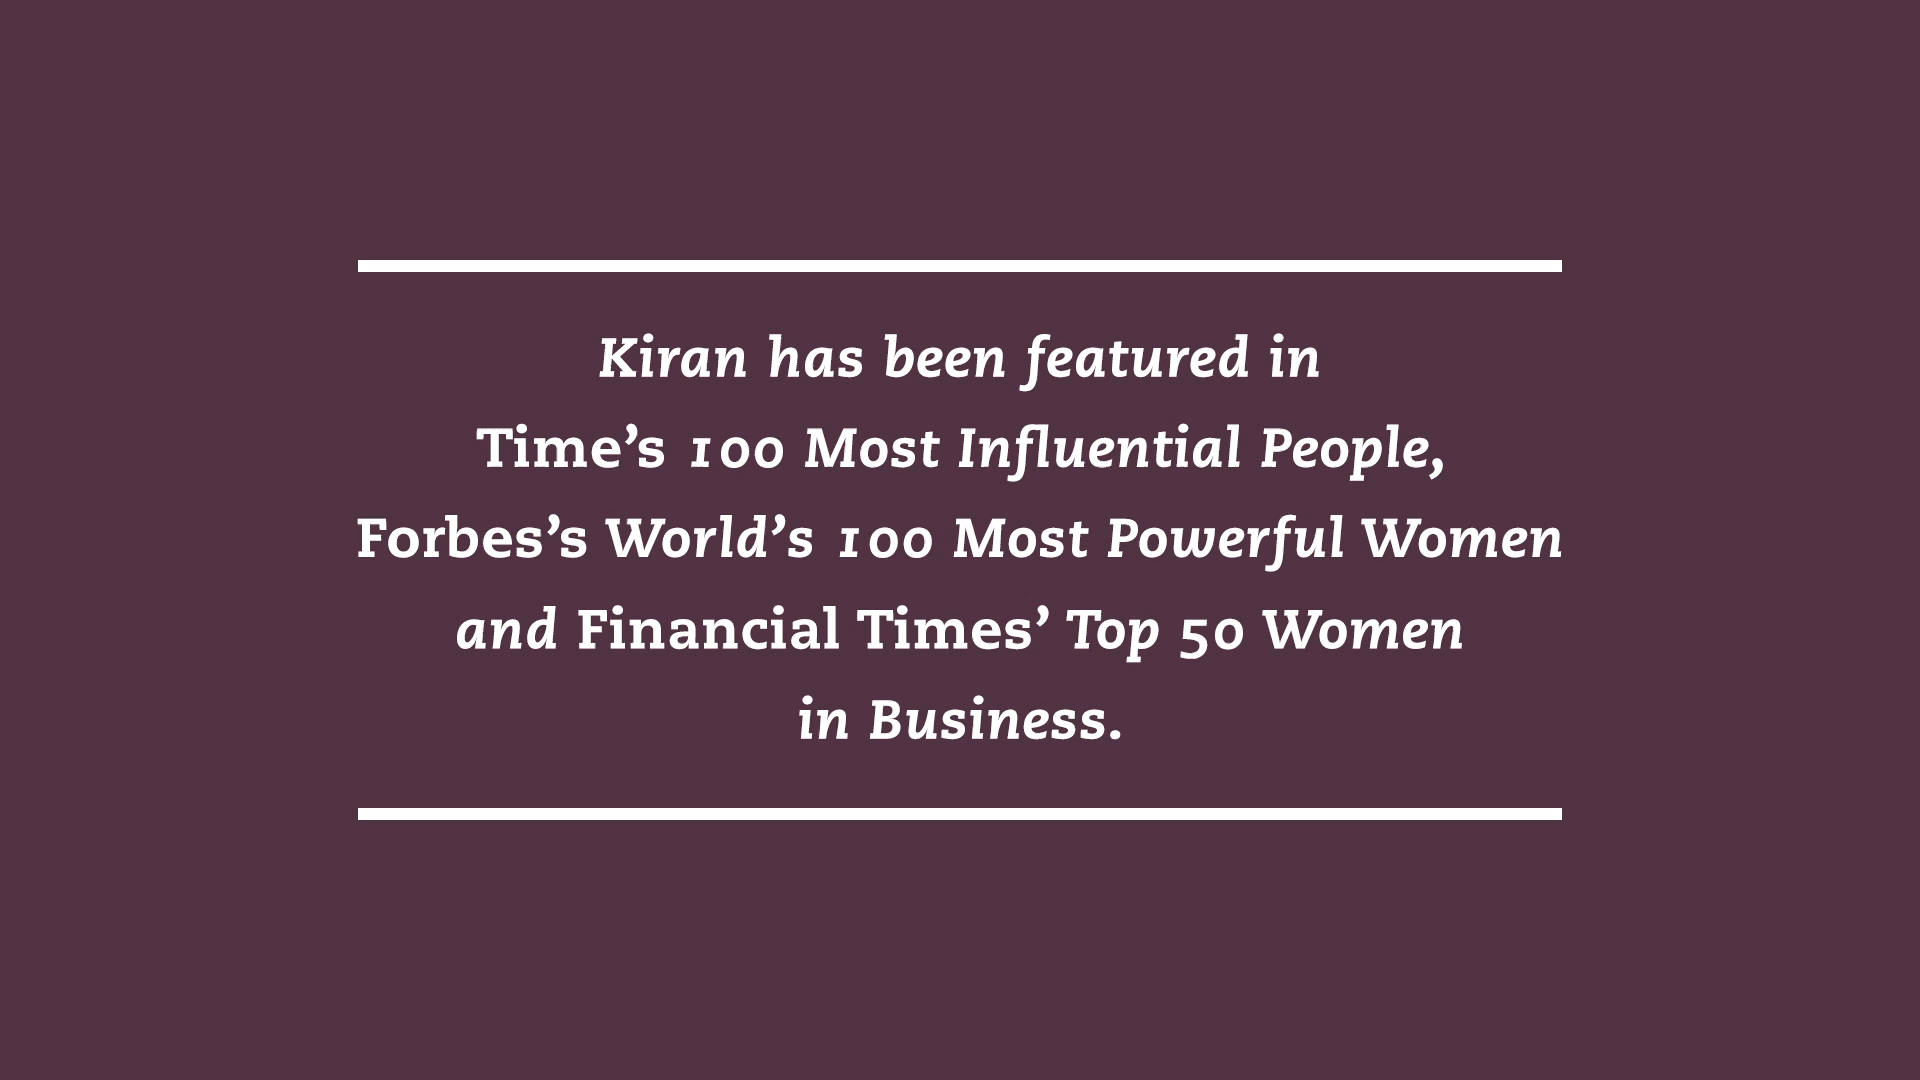 Kiran has been featured in
Time’s 100 Most Influential People,
Forbes’s World’s 100 Most Powerful Women
and Financial Times’ Top 50 Women
in Business.